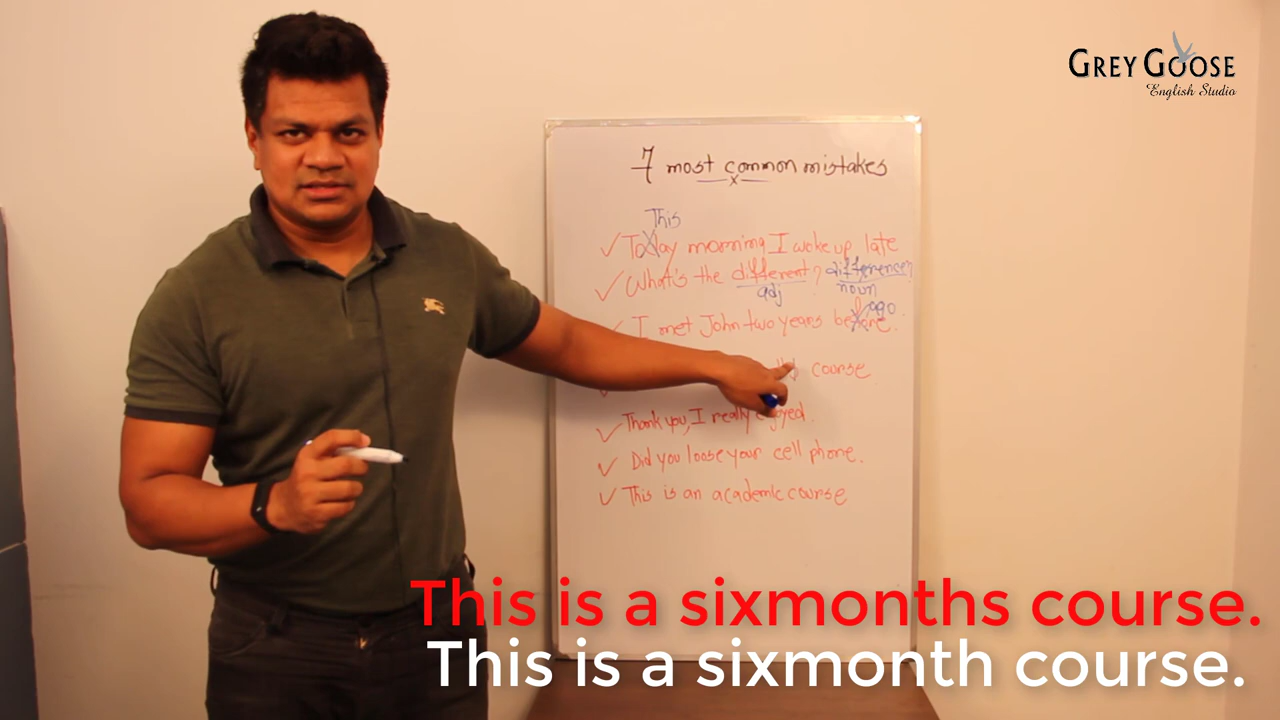 GREY GOOSE
English Studio
7 most common mistakes
This
Today morning I woke up late
What's the different? difference?
adj noun
ago
I met John two years before.
course
Thank you, I really enjoyed.
Did you loose your cell phone.
This is an academic course
This is a sixmonths course.
This is a sixmonth course.